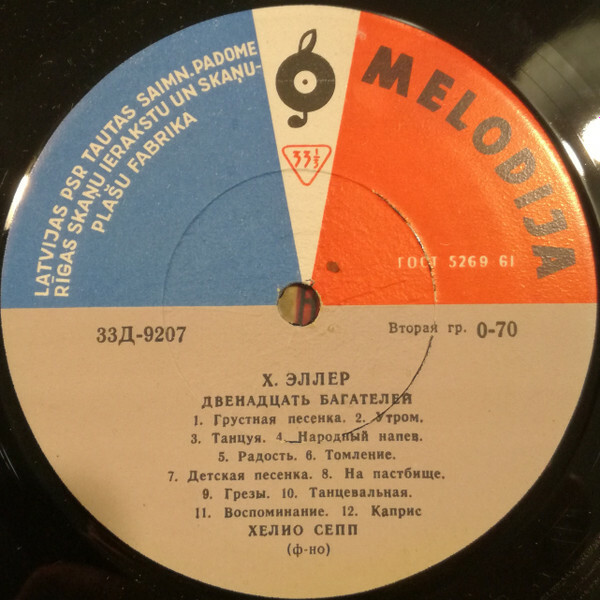 LATVIJAS PSR TAUTAS SAIMN. PADOME
RĪGAS SKAŅU IERAKSTU UN SKAŅU-
PLAŠU FABRIKA
33⅓
MELODIJA
ГОСТ 5269 61
33Д-9207
Вторая гр. 0-70
Х. ЭЛЛЕР
ДВЕНАДЦАТЬ БАГАТЕЛЕЙ
1. Грустная песенка. 2. Утром.
3. Танцуя. 4. Народный напев.
5. Радость. 6. Томление.
7. Детская песенка. 8. На пастбище.
9. Грезы. 10. Танцевальная.
11. Воспоминание. 12. Каприс
ХЕЛИО СЕПП
(ф-но)